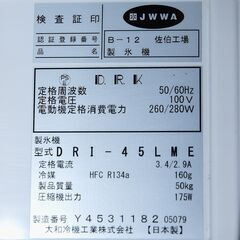 検査証印 JWWA
認証登録番号 B-12 佐伯工場
製氷機
PS E D.R.K
定格周波数 50/60Hz
定格電圧 100V
電動機定格消費電力 260/280W
製氷機
型式 DRI-45LME
定格電流 3.4/2.9A
冷媒 HFC R134a 160g
製品質量 50kg
圧縮機出力 175W
製造番号 Y4531182 05079
大和冷機工業株式会社 【日本製】